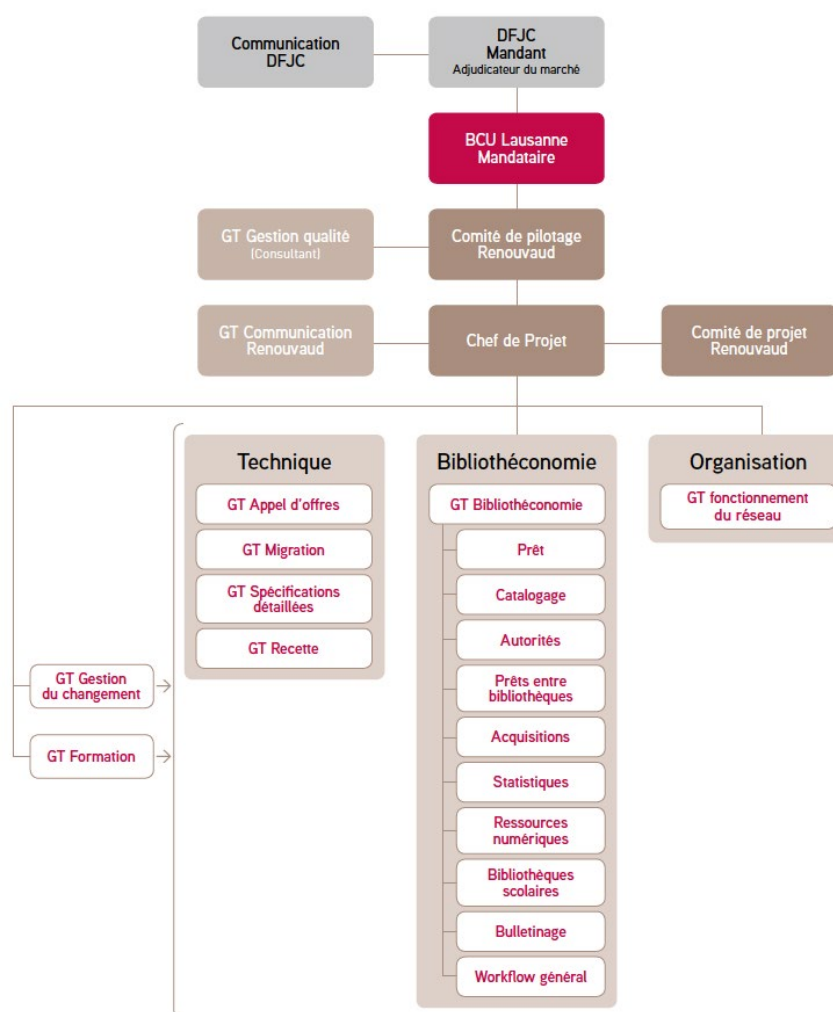 Communication
DFJC
DFJC
Mandant
Adjudicateur du marché
BCU Lausanne
Mandataire
GT Gestion qualité
(Consultant)
Comité de pilotage
Renouvaud
GT Communication
Renouvaud
Chef de Projet
Comité de projet
Renouvaud
Technique
GT Appel d'offres
GT Migration
GT Spécifications
détaillées
GT Recette
Bibliothéconomie
GT Bibliothéconomie
Prêt
Catalogage
Autorités
Prêts entre
bibliothèques
Acquisitions
Statistiques
Ressources
numériques
Bibliothèques
scolaires
Bulletinage
Workflow général
Organisation
GT fonctionnement
du réseau
GT Gestion
du changement
GT Formation